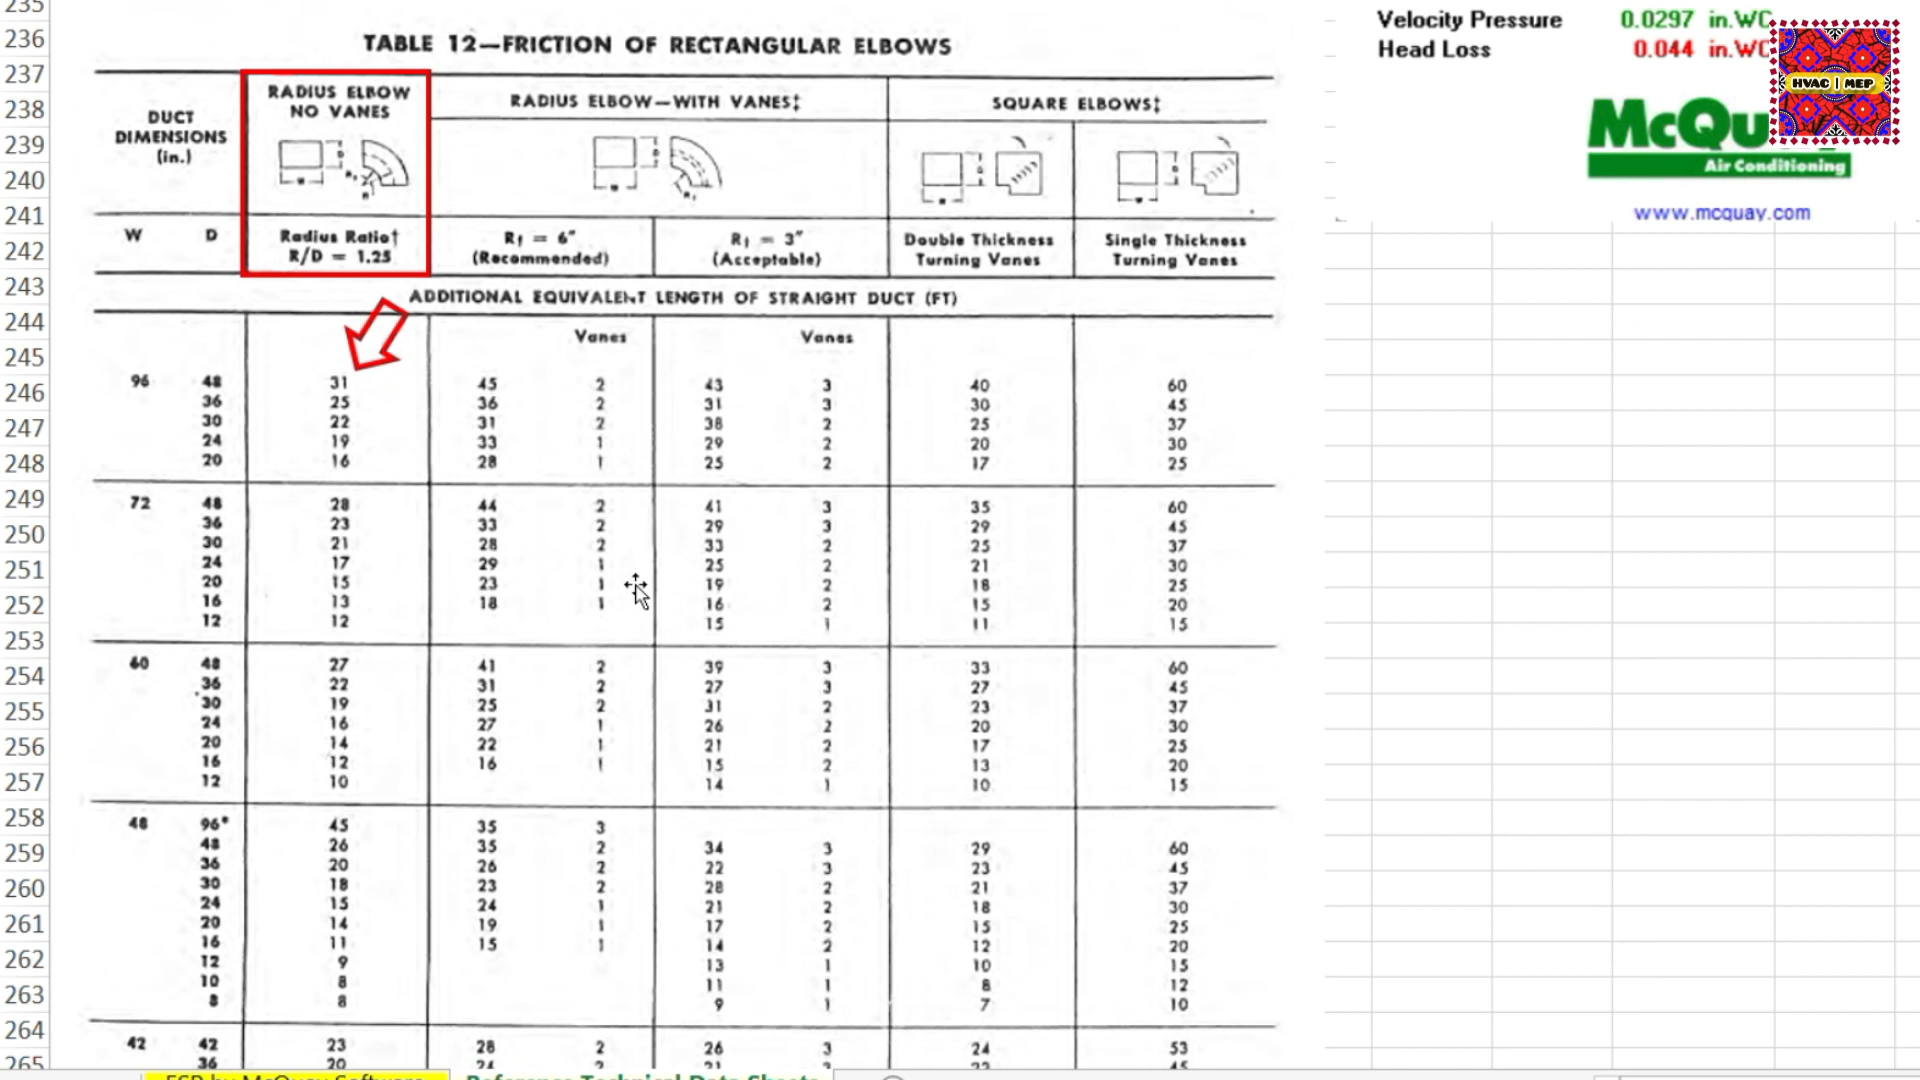 235
236
237
238
239
240
241
242
243
244
245
246
247
248
249
250
251
252
253
254
255
256
257
258
259
260
261
262
263
264
265
TABLE 12—FRICTION OF RECTANGULAR ELBOWS
DUCT DIMENSIONS (in.)
RADIUS ELBOW NO VANES
RADIUS ELBOW—WITH VANES‡
SQUARE ELBOWS‡
W D
Radius Ratio† R/D = 1.25
Rt = 6" (Recommended)
Rt = 3" (Acceptable)
Double Thickness Turning Vanes
Single Thickness Turning Vanes
ADDITIONAL EQUIVALENT LENGTH OF STRAIGHT DUCT (FT)
Vanes Vanes
96 48 31 45 2 43 3 40 60
36 25 36 2 31 3 30 45
30 22 31 2 38 2 25 37
24 19 33 1 29 2 20 30
20 16 28 1 25 2 17 25
72 48 28 44 2 41 3 35 60
36 23 33 2 29 3 29 45
30 21 28 2 33 2 25 37
24 17 29 1 25 2 21 30
20 15 23 1 19 2 18 25
16 13 18 1 16 2 15 20
12 12 15 1 11 15
60 48 27 41 2 39 3 33 60
36 22 31 2 27 3 27 45
30 19 25 2 31 2 23 37
24 16 27 1 26 2 20 30
20 14 22 1 21 2 17 25
16 12 16 1 15 2 13 20
12 10 14 1 10 15
48 96* 45 35 3
48 26 35 2 34 3 29 60
36 20 26 2 22 3 23 45
30 18 23 2 28 2 21 37
24 15 24 1 21 2 18 30
20 14 19 1 17 2 15 25
16 11 15 1 14 2 12 20
12 9 13 1 10 15
10 8 11 1 8 12
8 8 9 1 7 10
42 42 23 28 2 26 3 24 53
36 20
Velocity Pressure 0.0297 in.WC
Head Loss 0.044 in.WC
HVAC | MEP
McQu
Air Conditioning
www.mcquay.com
ESP by McQuay Software
Reference Technical Data Sheets